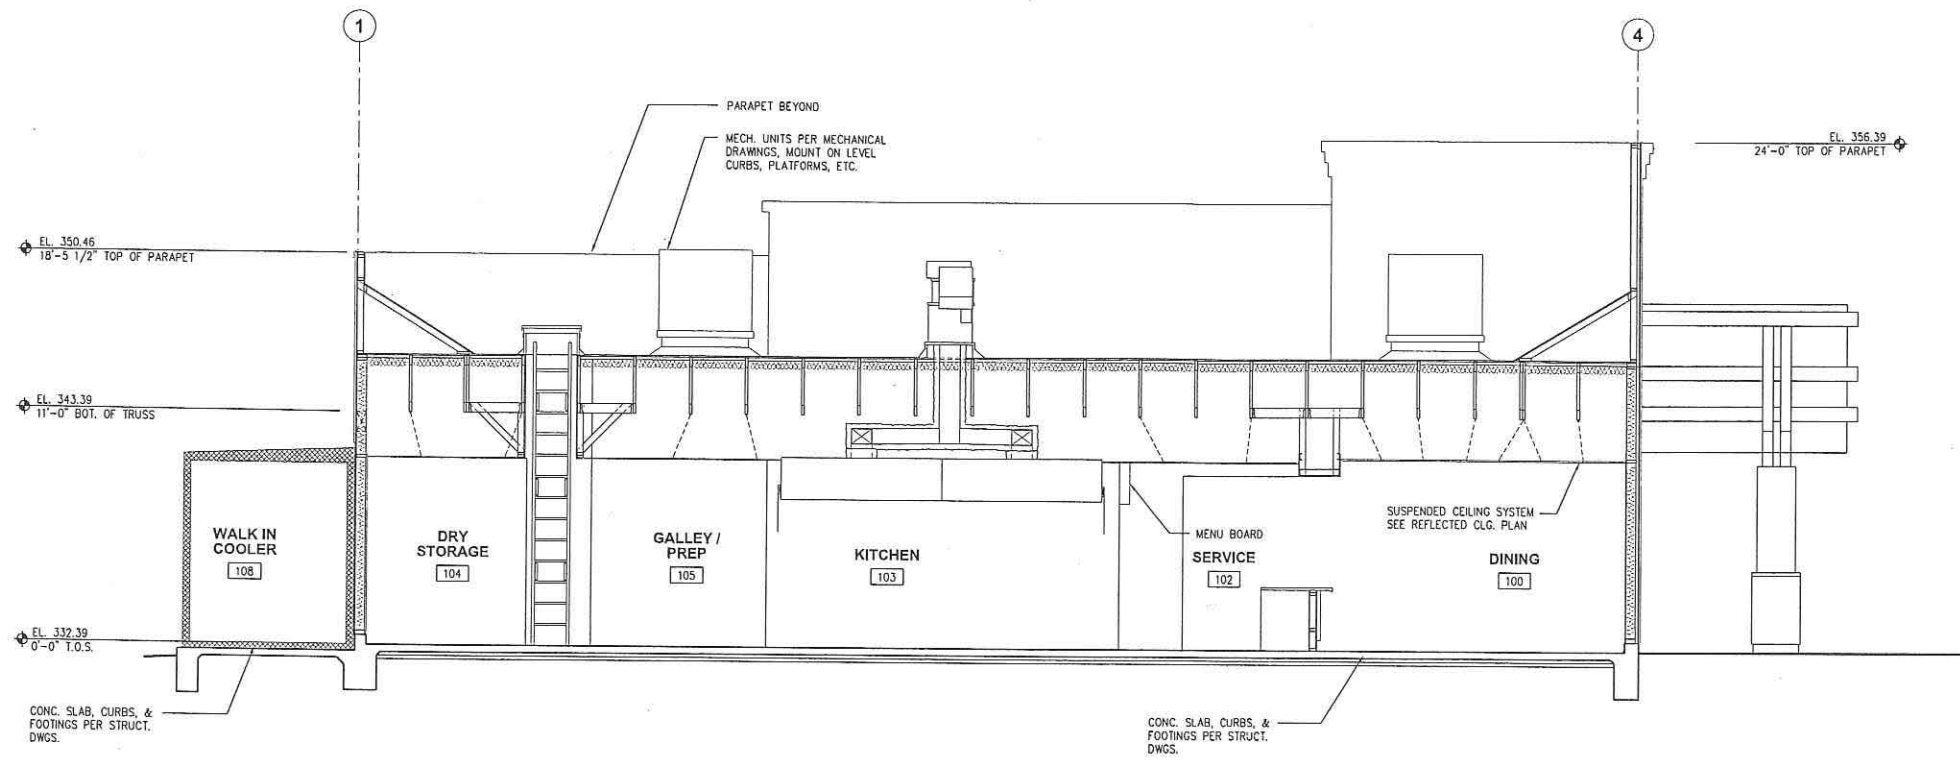 1
4
PARAPET BEYOND
MECH. UNITS PER MECHANICAL
DRAWINGS, MOUNT ON LEVEL
CURBS, PLATFORMS, ETC.
EL. 356.39
24'-0" TOP OF PARAPET
EL. 350.46
18'-5 1/2" TOP OF PARAPET
EL. 343.39
11'-0" BOT. OF TRUSS
SUSPENDED CEILING SYSTEM
SEE REFLECTED CLG. PLAN
MENU BOARD
WALK IN
COOLER
108
DRY
STORAGE
104
GALLEY /
PREP
105
KITCHEN
103
SERVICE
102
DINING
100
EL. 332.39
0'-0" T.O.S.
CONC. SLAB, CURBS, &
FOOTINGS PER STRUCT.
DWGS.
CONC. SLAB, CURBS, &
FOOTINGS PER STRUCT.
DWGS.